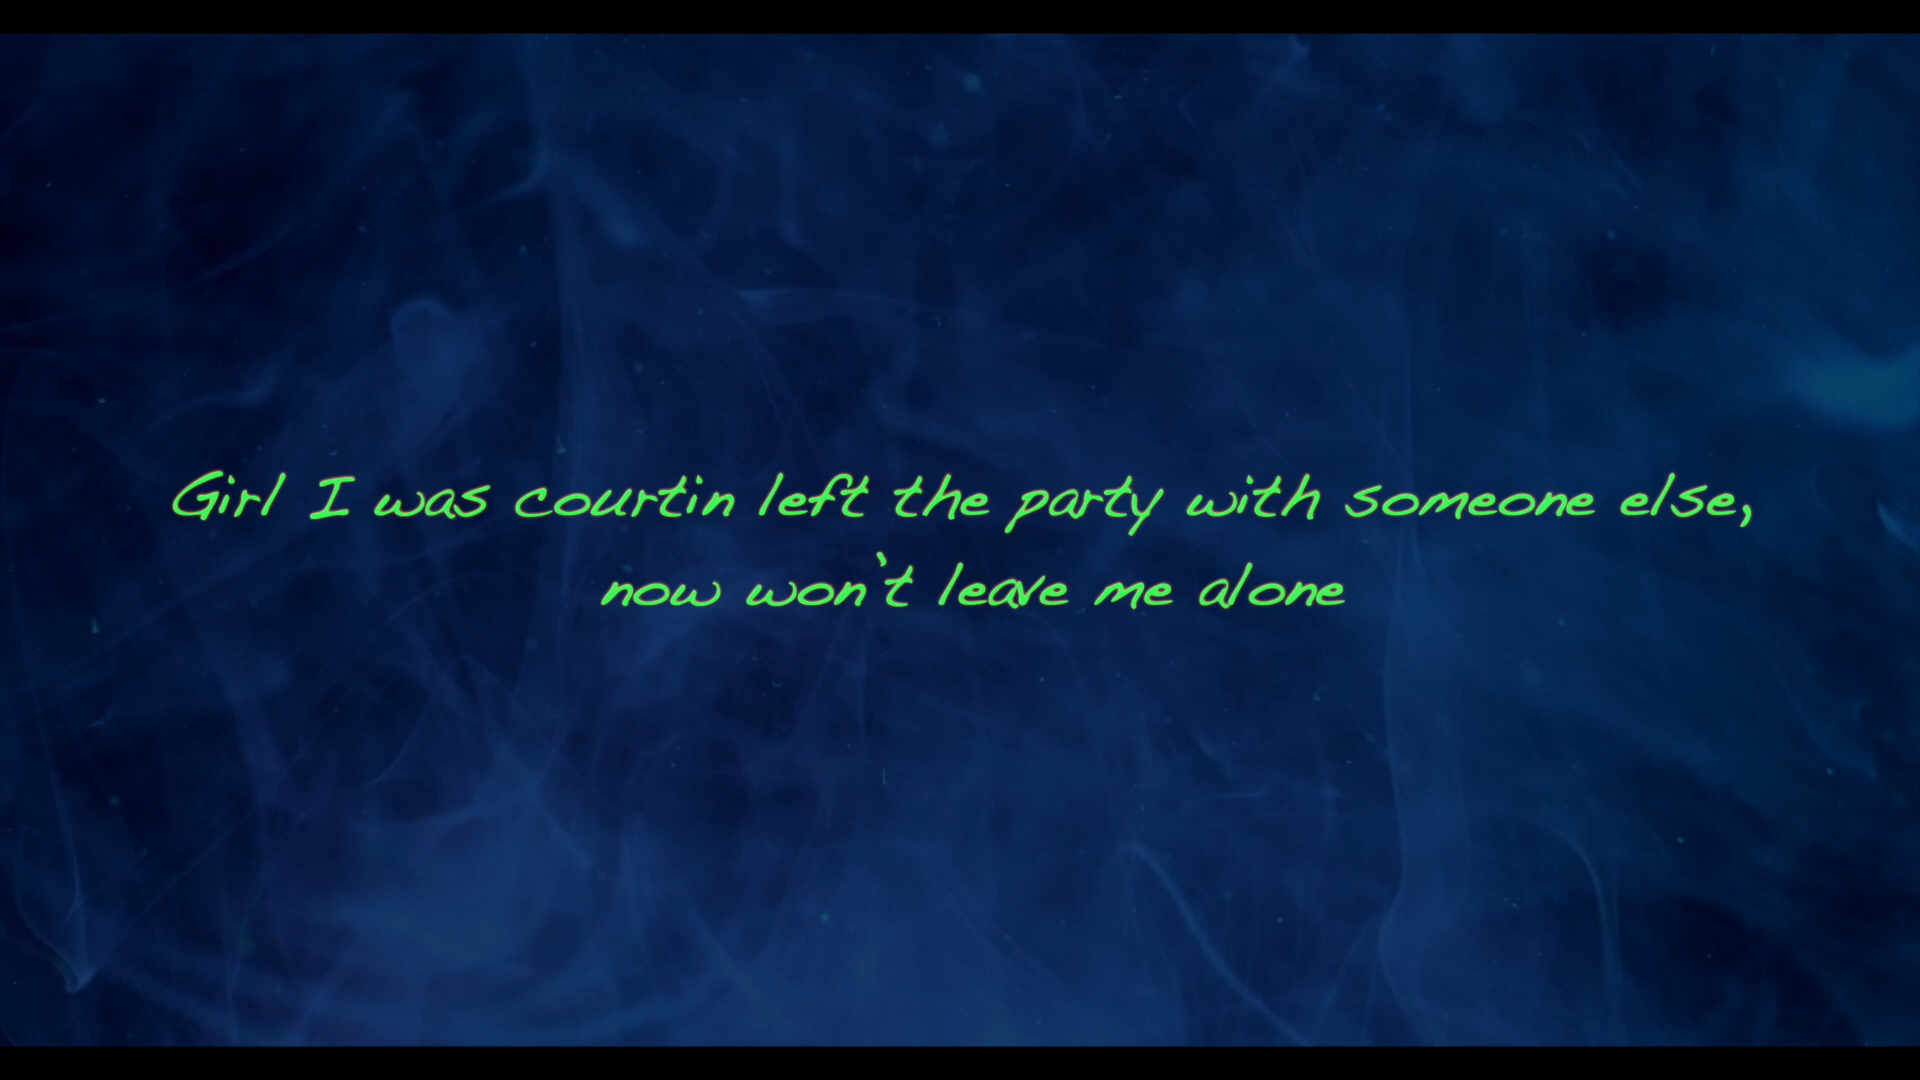 Girl I was courtin left the party with someone else,
now won't leave me alone